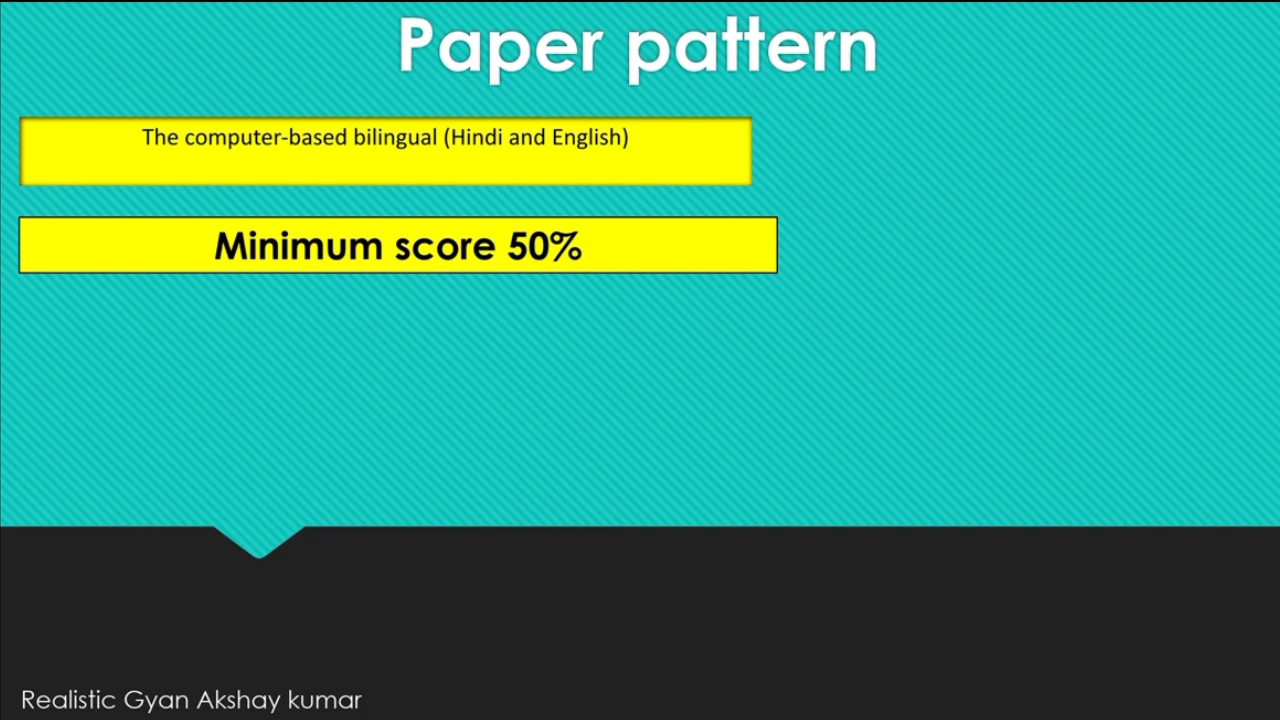 Paper pattern
The computer-based bilingual (Hindi and English)
Minimum score 50%
Realistic Gyan Akshay kumar